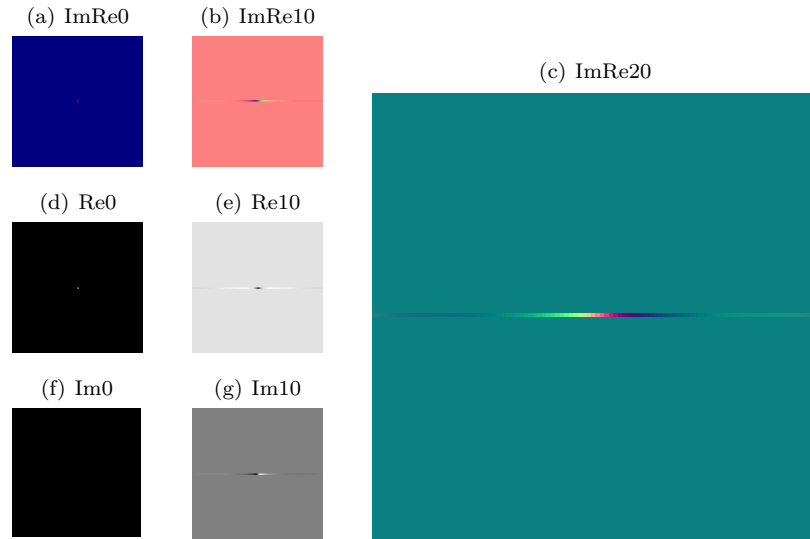 (a) ImRe0
(b) ImRe10
(c) ImRe20
(d) Re0
(e) Re10
(f) Im0
(g) Im10